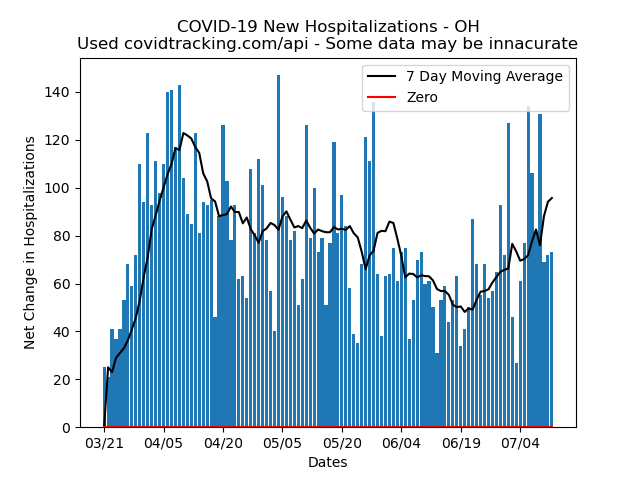 COVID-19 New Hospitalizations - OH
Used covidtracking.com/api - Some data may be innacurate
7 Day Moving Average
Zero
Net Change in Hospitalizations
140
120
100
80
60
40
20
0
03/21 04/05 04/20 05/05 05/20 06/04 06/19 07/04
Dates